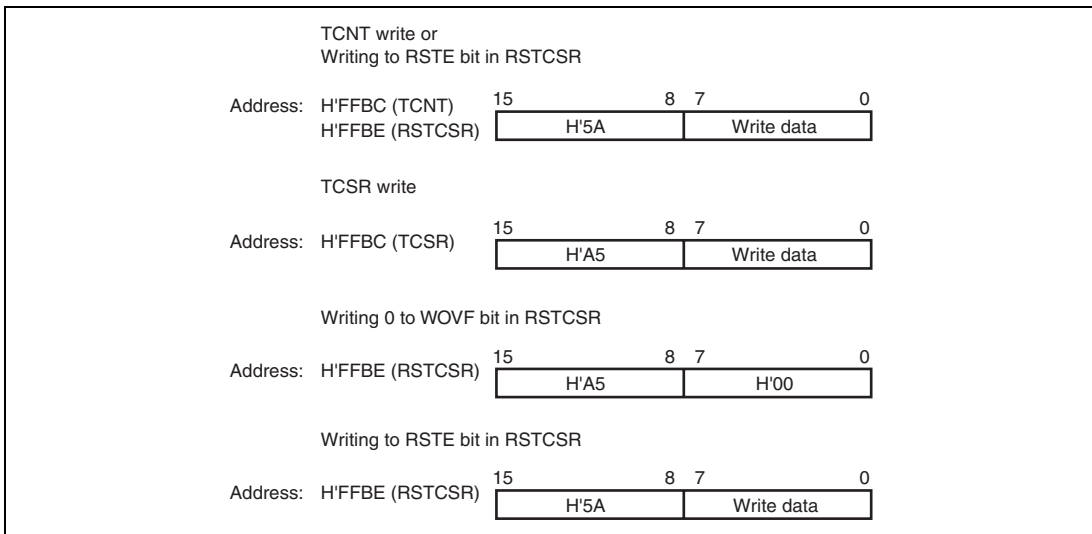 TCNT write or
Writing to RSTE bit in RSTCSR
15 8 7 0
Address: H'FFBC (TCNT)
H'FFBE (RSTCSR)
H'5A Write data
TCSR write
15 8 7 0
Address: H'FFBC (TCSR)
H'A5 Write data
Writing 0 to WOVF bit in RSTCSR
15 8 7 0
Address: H'FFBE (RSTCSR)
H'A5 H'00
Writing to RSTE bit in RSTCSR
15 8 7 0
Address: H'FFBE (RSTCSR)
H'5A Write data